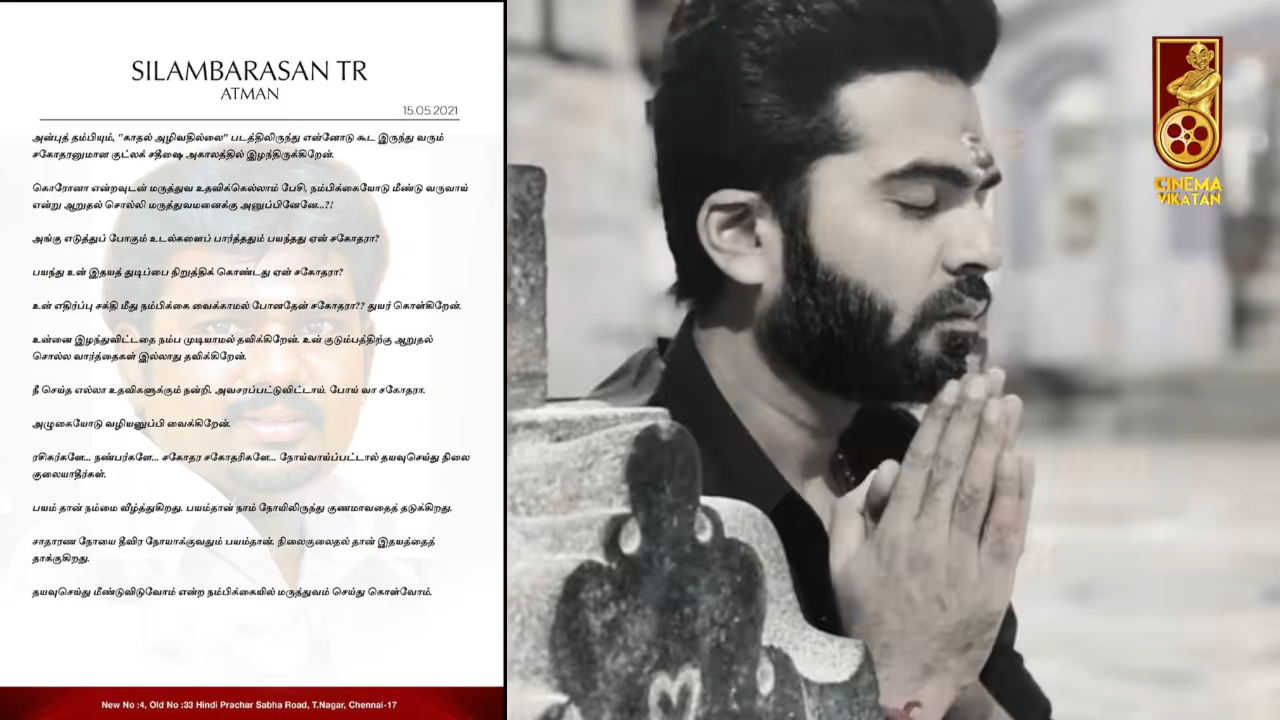 SILAMBARASAN TR
ATMAN
15.05.2021
அன்புத் தம்பியும், "காதல் அழிவதில்லை" படத்திலிருந்து என்னோடு கூட இருந்து வரும்
சகோதரனுமான குட்லக் சதீஷை அகாலத்தில் இழந்திருக்கிறேன்.
கொரோனா என்றவுடன் மருத்துவ உதவிக்கெல்லாம் பேசி, நம்பிக்கையோடு மீண்டு வருவாய்
என்று ஆறுதல் சொல்லி மருத்துவமனைக்கு அனுப்பினேனே...?!
அங்கு எடுத்துப் போகும் உடல்களைப் பார்த்ததும் பயந்தது ஏன் சகோதரா?
பயந்து உன் இதயத் துடிப்பை நிறுத்திக் கொண்டது ஏன் சகோதரா?
உன் எதிர்ப்பு சக்தி மீது நம்பிக்கை வைக்காமல் போனதேன் சகோதரா?? துயர் கொள்கிறேன்.
உன்னை இழந்துவிட்டதை நம்ப முடியாமல் தவிக்கிறேன். உன் குடும்பத்திற்கு ஆறுதல்
சொல்ல வார்த்தைகள் இல்லாது தவிக்கிறேன்.
நீ செய்த எல்லா உதவிகளுக்கும் நன்றி. அவசரப்பட்டுவிட்டாய். போய் வா சகோதரா.
அழுகையோடு வழியனுப்பி வைக்கிறேன்.
ரசிகர்களே... நண்பர்களே... சகோதர சகோதரிகளே... நோய்வாய்ப்பட்டால் தயவுசெய்து நிலை
குலையாதீர்கள்.
பயம் தான் நம்மை வீழ்த்துகிறது. பயம்தான் நாம் நோயிலிருந்து குணமாவதைத் தடுக்கிறது.
சாதாரண நோயை தீவிர நோயாக்குவதும் பயம்தான். நிலைகுலைதல் தான் இதயத்தைத்
தாக்குகிறது.
தயவுசெய்து மீண்டுவிடுவோம் என்ற நம்பிக்கையில் மருத்துவம் செய்து கொள்வோம்.
New No :4, Old No :33 Hindi Prachar Sabha Road, T.Nagar, Chennai-17
CINEMA
VIKATAN